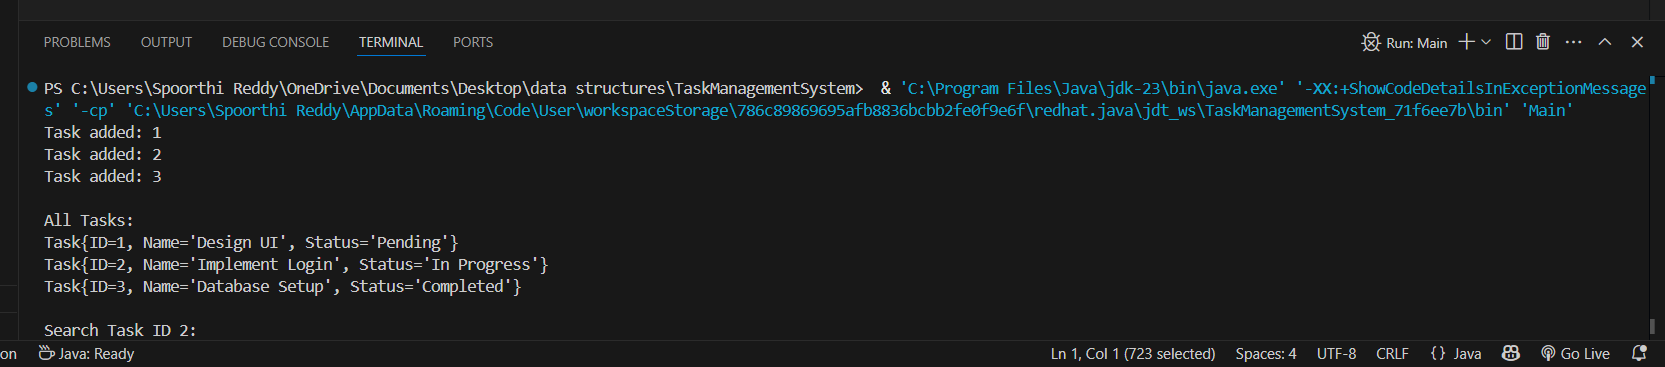 PROBLEMS OUTPUT DEBUG CONSOLE TERMINAL PORTS Run: Main
PS C:\Users\Spoorthi Reddy\OneDrive\Documents\Desktop\data structures\TaskManagementSystem>  & 'C:\Program Files\Java\jdk-23\bin\java.exe' '-XX:+ShowCodeDetailsInExceptionMessage
s' '-cp' 'C:\Users\Spoorthi Reddy\AppData\Roaming\Code\User\workspaceStorage\786c89869695afb8836bcbb2fe0f9e6f\redhat.java\jdt_ws\TaskManagementSystem_71f6ee7b\bin' 'Main'
Task added: 1
Task added: 2
Task added: 3
All Tasks:
Task{ID=1, Name='Design UI', Status='Pending'}
Task{ID=2, Name='Implement Login', Status='In Progress'}
Task{ID=3, Name='Database Setup', Status='Completed'}
Search Task ID 2:
on Java: Ready Ln 1, Col 1 (723 selected) Spaces: 4 UTF-8 CRLF {} Java Go Live